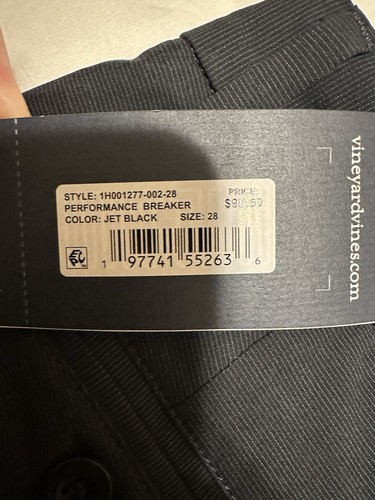 STYLE: 1H001277-002-28
PRICE:
PERFORMANCE BREAKER
$98.50
COLOR: JET BLACK SIZE: 28
1 97741 55263 6
EPC
vineyardvines.com